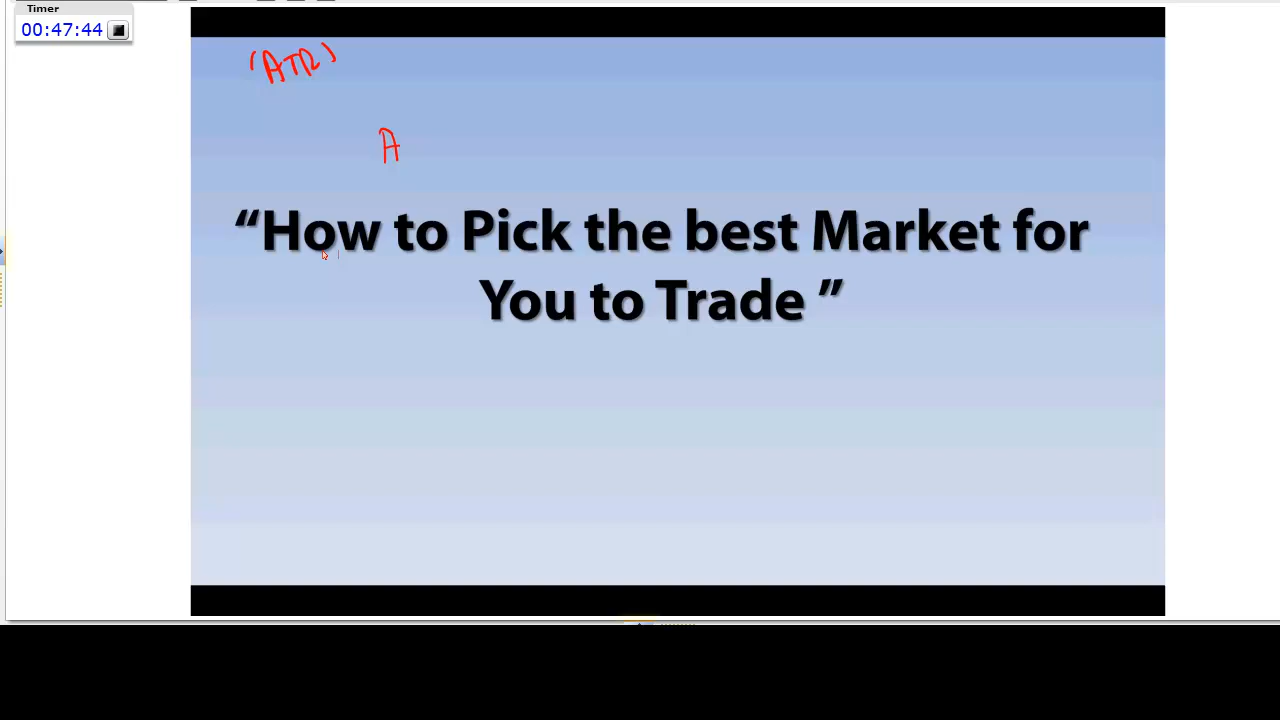 Timer
00:47:44
(ATR)
A
“How to Pick the best Market for
You to Trade ”